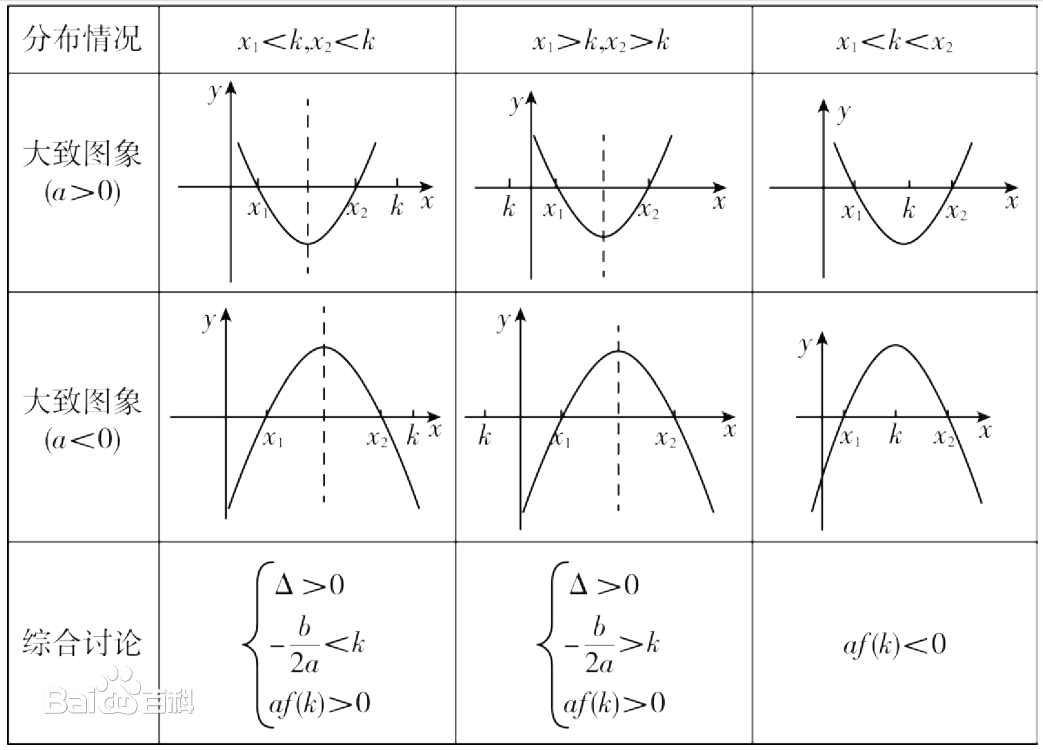 分布情况
x₁<k,x₂<k
x₁>k,x₂>k
x₁<k<x₂
大致图象
(a>0)
y
x₁
x₂
k
x
y
k
x₁
x₂
x
y
x₁
k
x₂
x
大致图象
(a<0)
y
x₁
x₂
k
x
y
k
x₁
x₂
x
y
x₁
k
x₂
x
综合讨论
Δ>0
-b/2a<k
af(k)>0
Δ>0
-b/2a>k
af(k)>0
af(k)<0
Bai百科